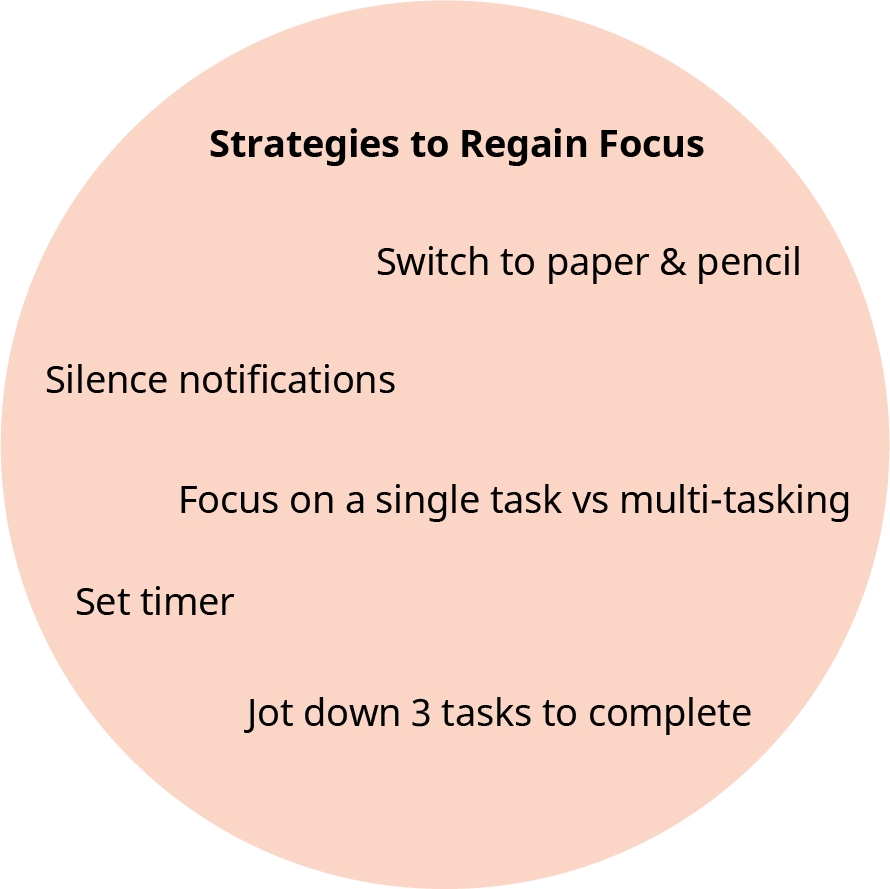 Strategies to Regain Focus
Switch to paper & pencil
Silence notifications
Focus on a single task vs multi-tasking
Set timer
Jot down 3 tasks to complete